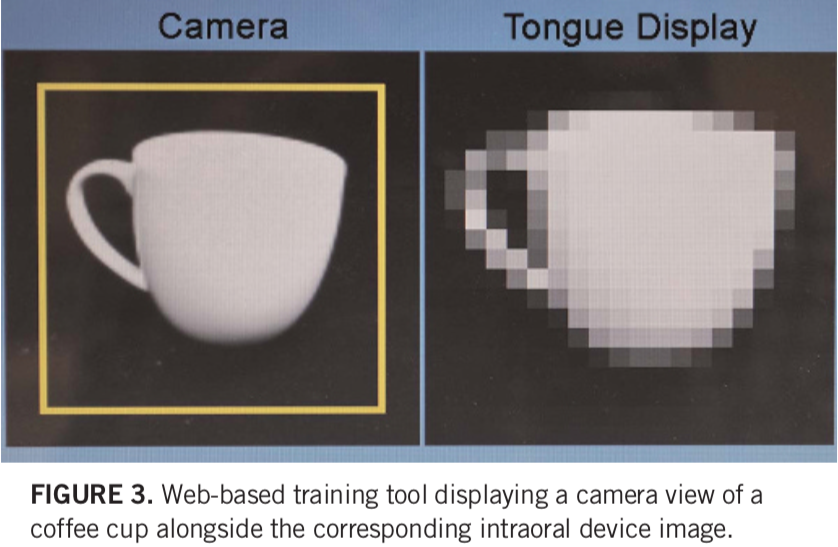 Camera
Tongue Display
FIGURE 3. Web-based training tool displaying a camera view of a
coffee cup alongside the corresponding intraoral device image.